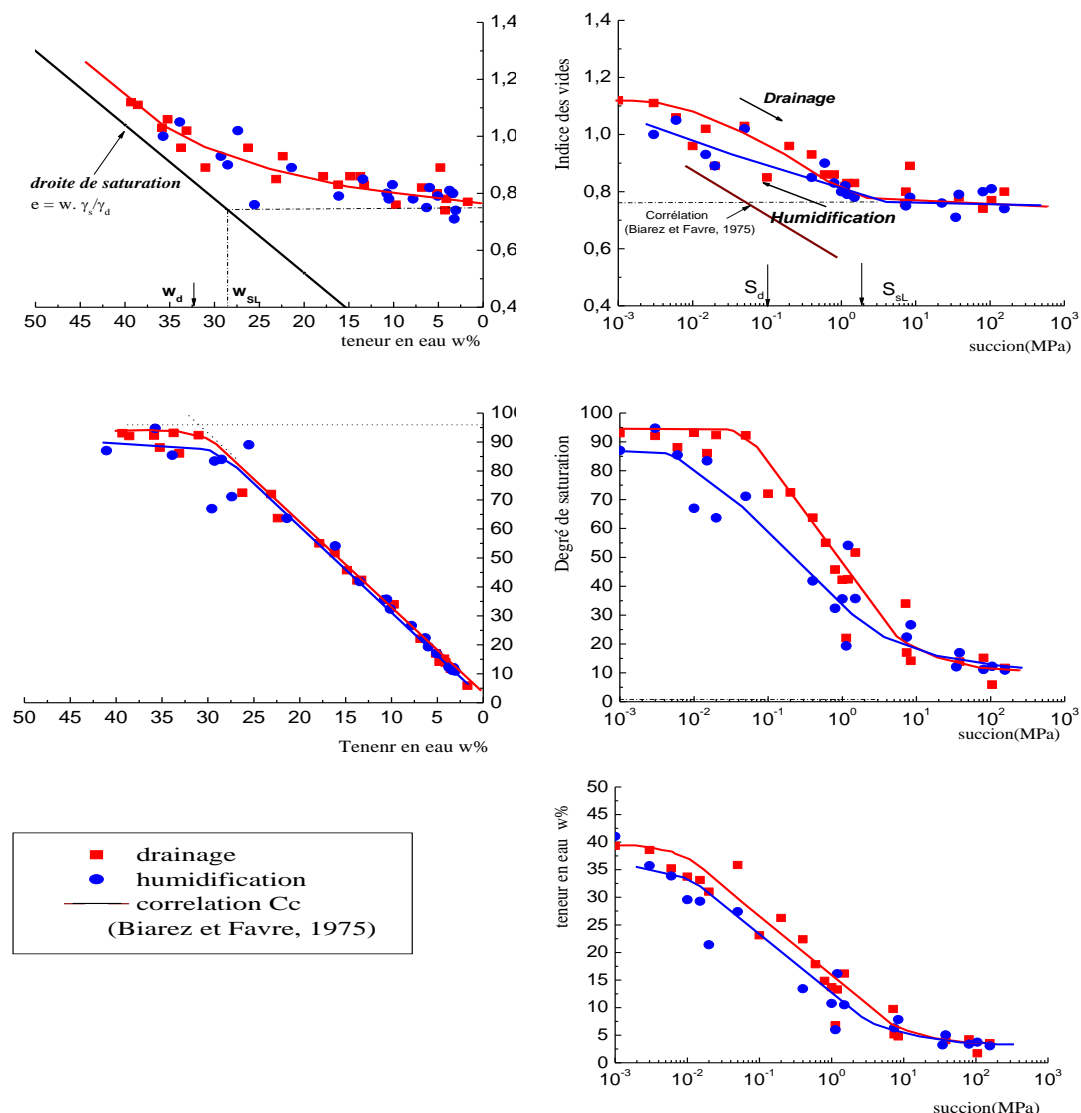 1,2
1,0
0,8
0,6
0,4
droite de saturation
e = w. γs/γd
wd
wSL
50 45 40 35 30 25 20 15 10 5 0
teneur en eau w%
Indice des vides
1,4
1,2
1,0
0,8
0,6
0,4
Drainage
Humidification
Corrélation
(Biarez et Favre, 1975)
Sd
SsL
10-3 10-2 10-1 100 101 102 103
succion(MPa)
100
90
80
70
60
50
40
30
20
10
0
50 45 40 35 30 25 20 15 10 5 0
Tenenr en eau w%
Degré de saturation
100
90
80
70
60
50
40
30
20
10
0
10-3 10-2 10-1 100 101 102 103
succion(MPa)
drainage
humidification
correlation Cc
(Biarez et Favre, 1975)
teneur en eau w%
50
45
40
35
30
25
20
15
10
5
0
10-3 10-2 10-1 100 101 102 103
succion(MPa)